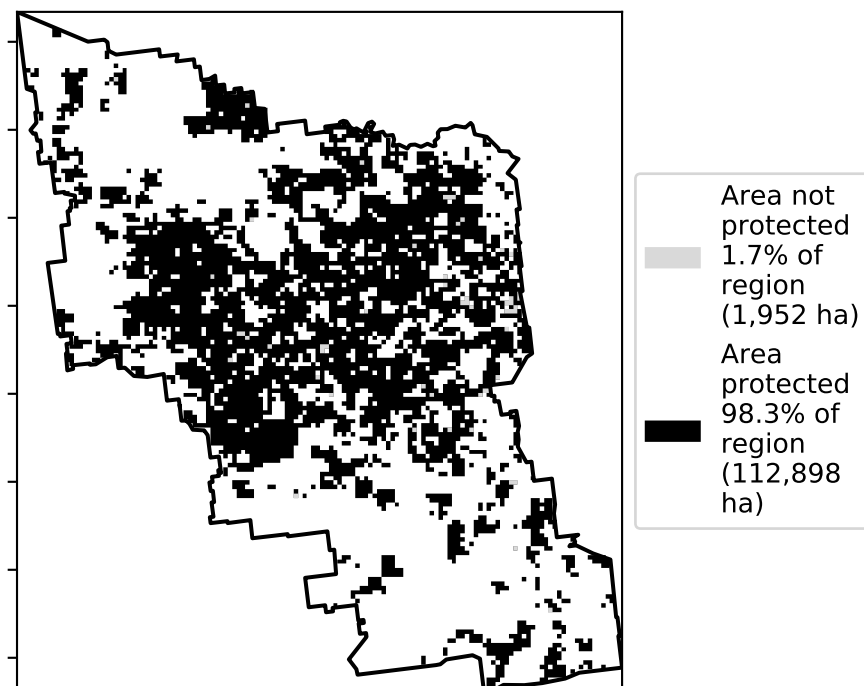 Area not
protected
1.7% of
region
(1,952 ha)
Area
protected
98.3% of
region
(112,898
ha)